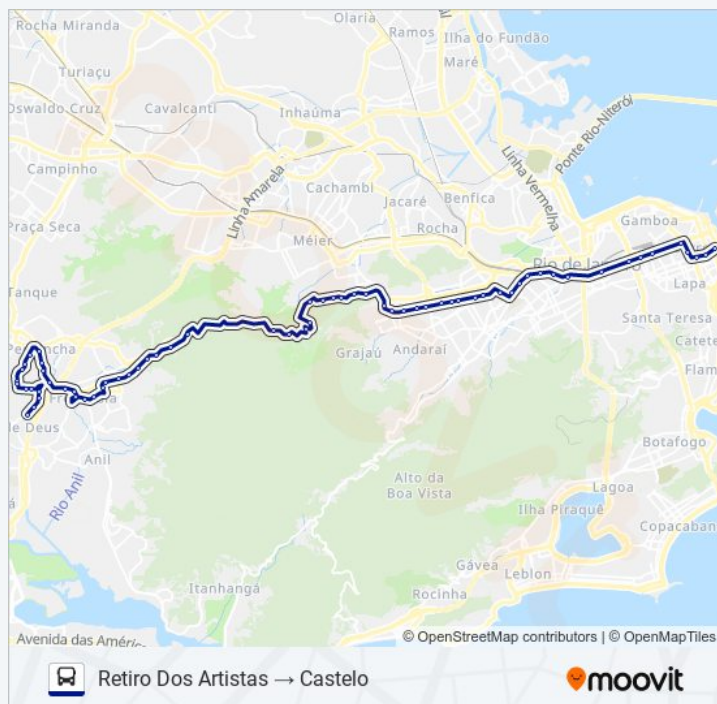 Rocha Miranda
Olaria
Ramos
Ilha do Fundão
Maré
Turiaçu
Oswaldo Cruz
Cavalcanti
Inhaúma
Ponte Rio-Niterói
Linha Vermelha
Linha Amarela
Campinho
Cachambi
Jacaré
Benfica
Praça Seca
Méier
Rocha
Gamboa
Rio de Janeiro
Tanque
Lapa
Santa Teresa
Grajaú
Andaraí
Catete
Flam
de Deus
Anil
Botafogo
Rio Anil
Alto da
Boa Vista
Lagoa
Ilha Piraquê
Copacaban
Gávea
Leblon
Itanhangá
Rocinha
Avenida das Améric
© OpenStreetMap contributors | © OpenMapTiles
Retiro Dos Artistas → Castelo
moovit